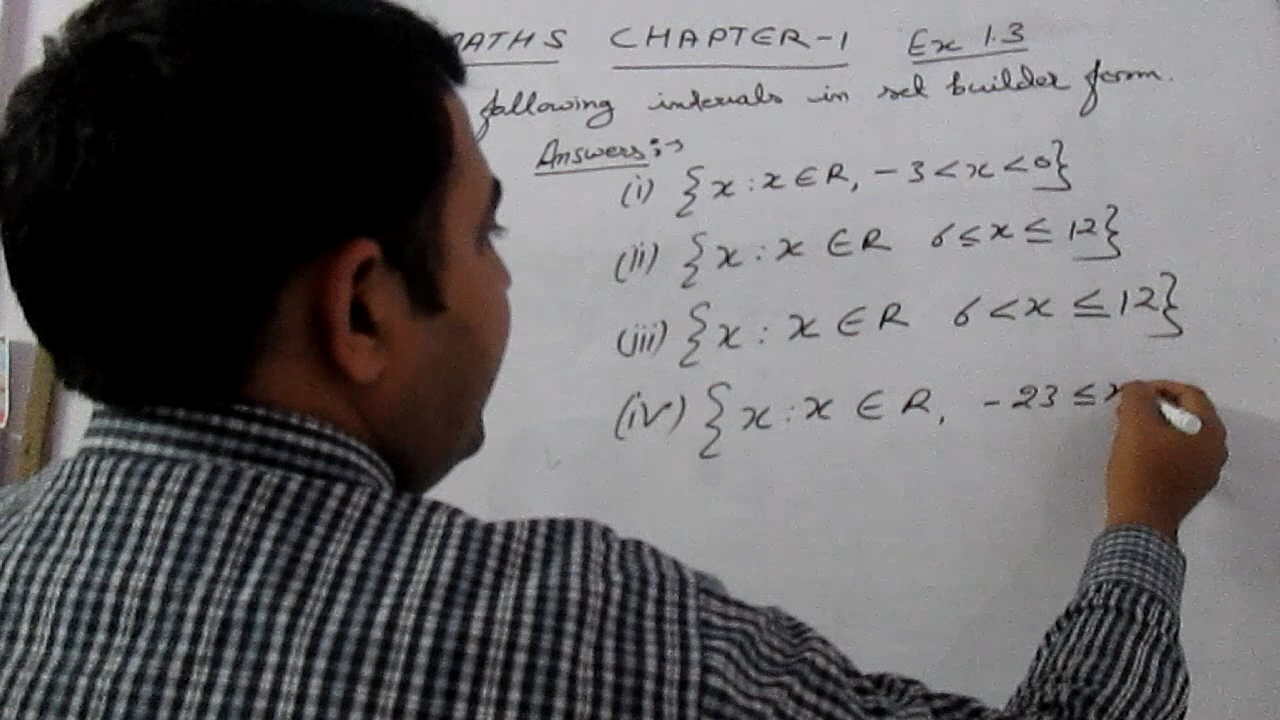 MATHS CHAPTER-1 Ex 1.3
following intervals in set builder form.
Answers:→
(i) {x : x ∈ R, -3 < x < 0}
(ii) {x : x ∈ R 6 ≤ x ≤ 12}
(iii) {x : x ∈ R 6 < x ≤ 12}
(iv) {x : x ∈ R, -23 ≤ x